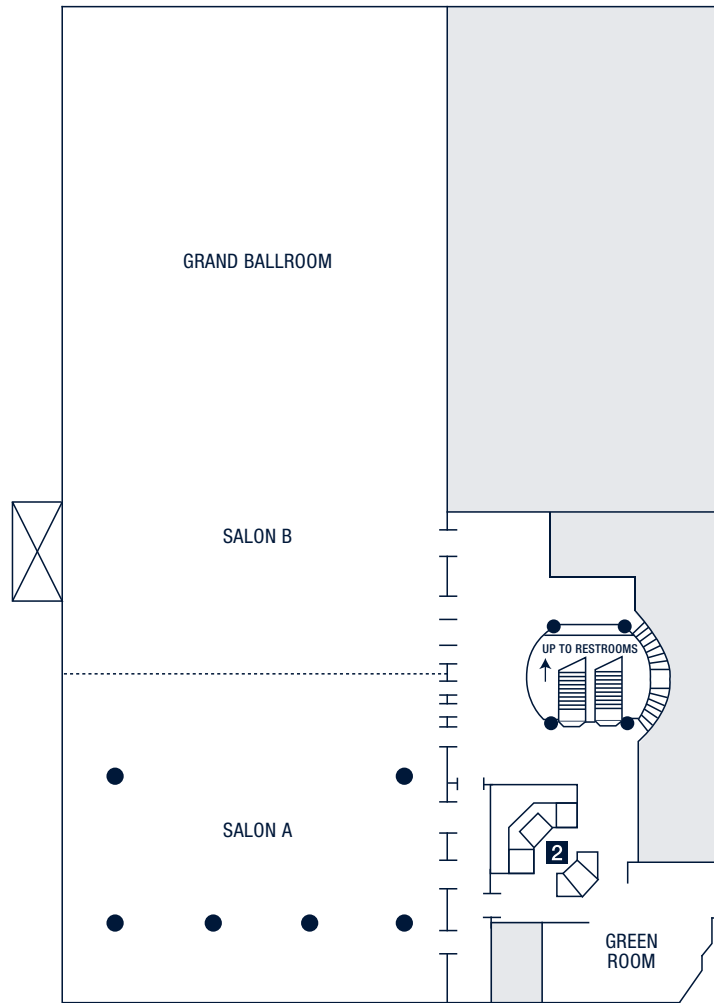 GRAND BALLROOM
SALON B
UP TO RESTROOMS
SALON A
2
GREEN
ROOM